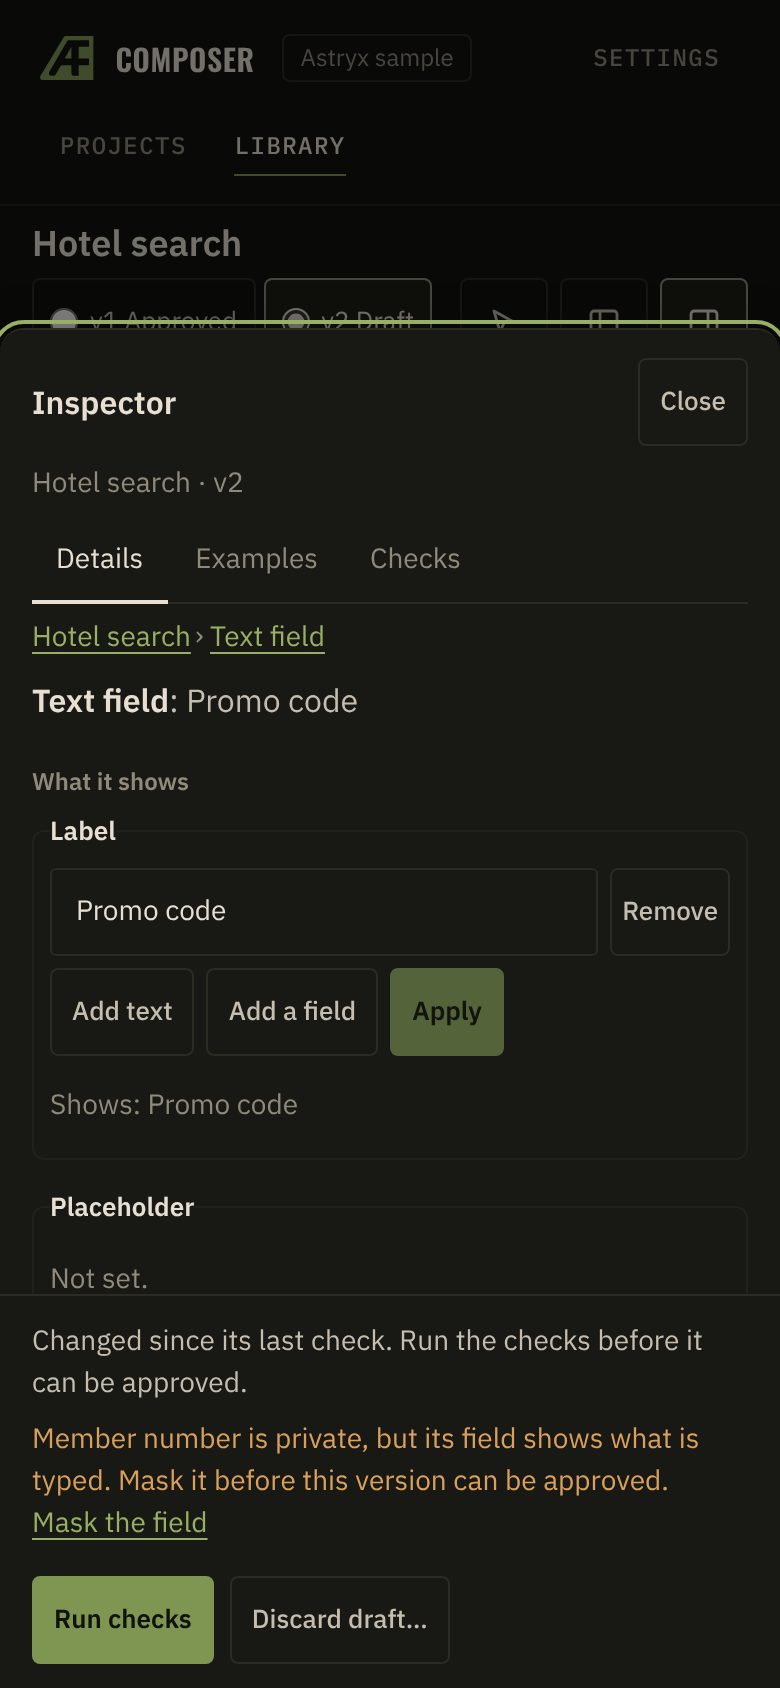 Æ COMPOSER Astryx sample SETTINGS
PROJECTS LIBRARY
Hotel search
v1 Approved v2 Draft
Inspector Close
Hotel search · v2
Details Examples Checks
Hotel search › Text field
Text field: Promo code
What it shows
Label
Promo code Remove
Add text Add a field Apply
Shows: Promo code
Placeholder
Not set.
Changed since its last check. Run the checks before it
can be approved.
Member number is private, but its field shows what is
typed. Mask it before this version can be approved.
Mask the field
Run checks Discard draft...